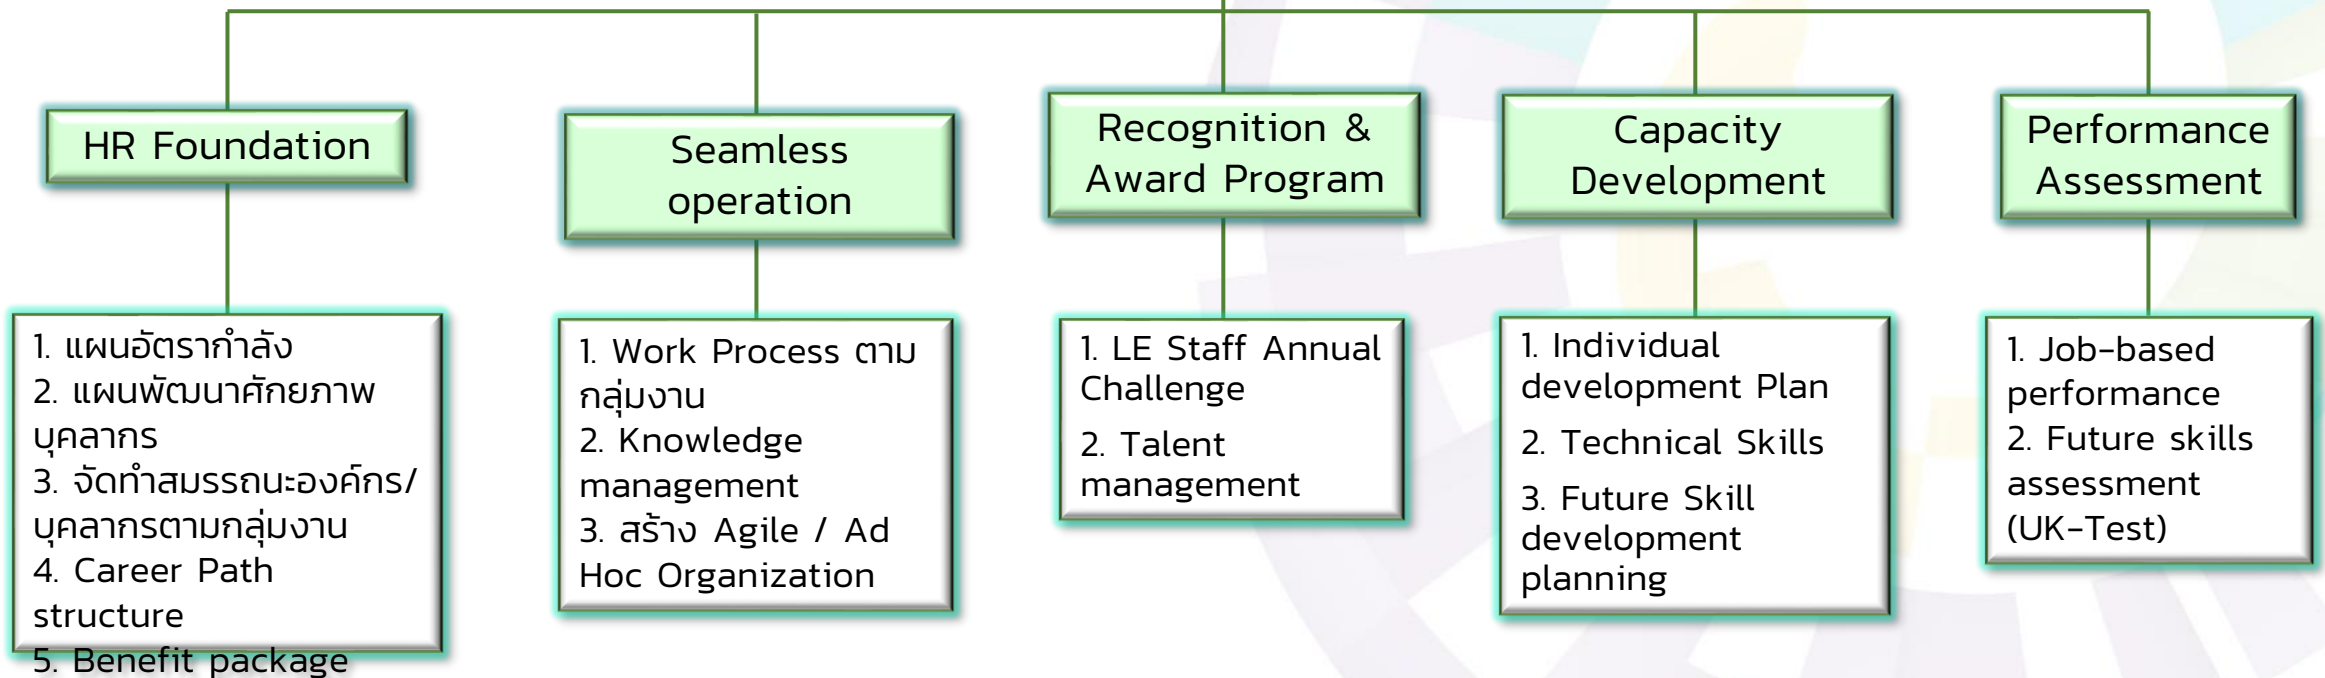 HR Foundation
1. แผนอัตรากำลัง
2. แผนพัฒนาศักยภาพ
บุคลากร
3. จัดทำสมรรถนะองค์กร/
บุคลากรตามกลุ่มงาน
4. Career Path
structure
5. Benefit package
Seamless
operation
1. Work Process ตาม
กลุ่มงาน
2. Knowledge
management
3. สร้าง Agile / Ad
Hoc Organization
Recognition &
Award Program
1. LE Staff Annual
Challenge
2. Talent
management
Capacity
Development
1. Individual
development Plan
2. Technical Skills
3. Future Skill
development
planning
Performance
Assessment
1. Job-based
performance
2. Future skills
assessment
(UK-Test)